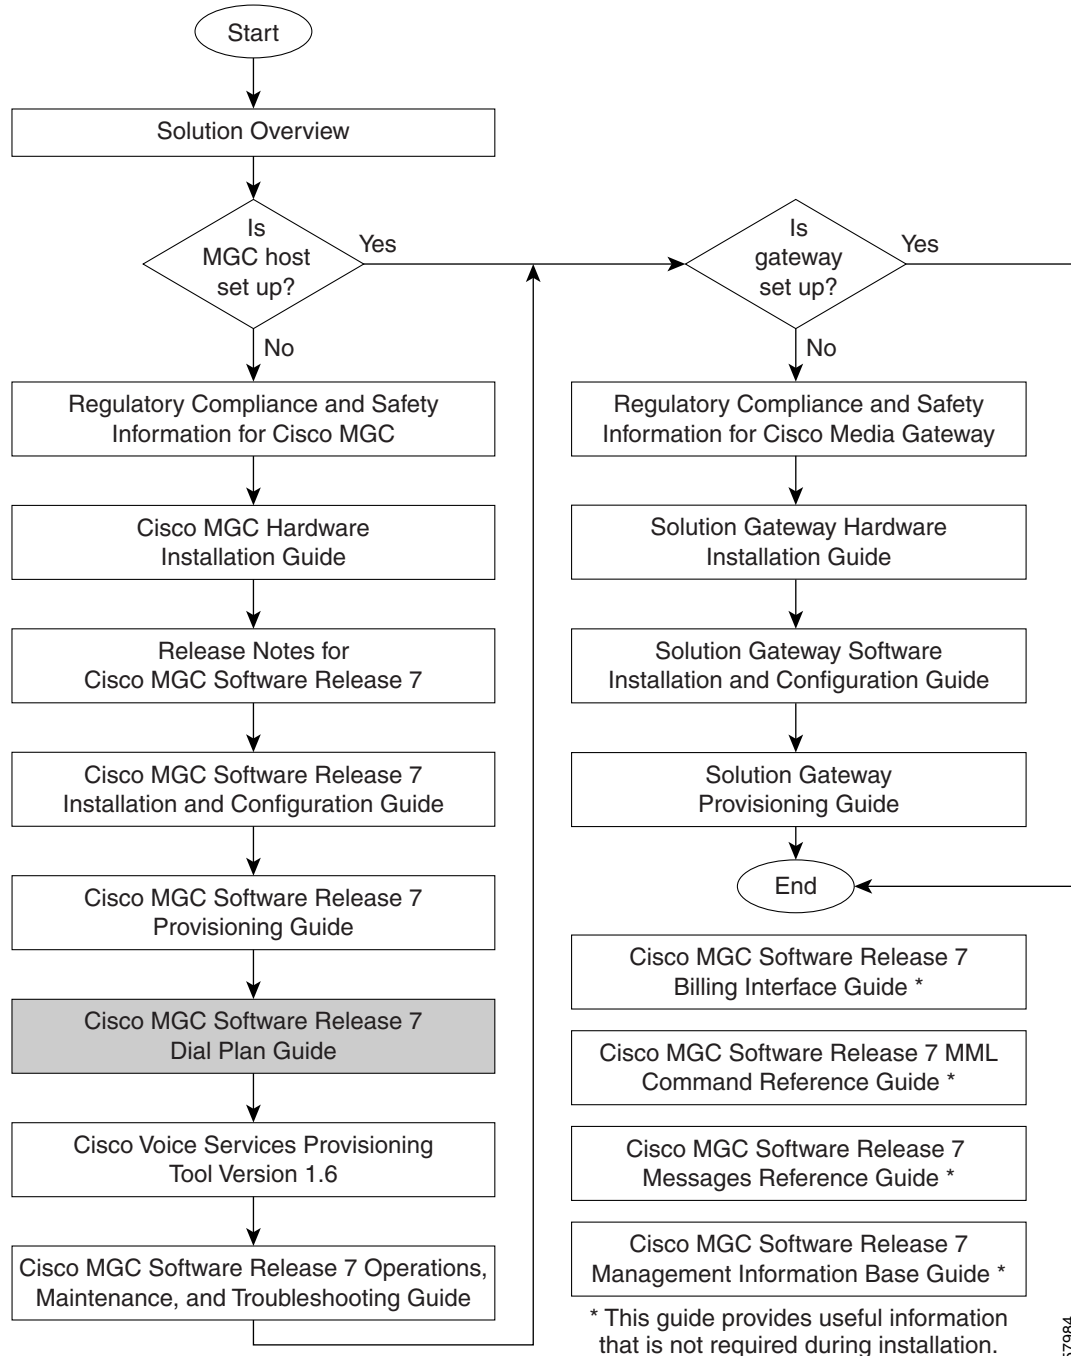 Start
Solution Overview
Is
MGC host
set up?
Yes
No
Regulatory Compliance and Safety
Information for Cisco MGC
Cisco MGC Hardware
Installation Guide
Release Notes for
Cisco MGC Software Release 7
Cisco MGC Software Release 7
Installation and Configuration Guide
Cisco MGC Software Release 7
Provisioning Guide
Cisco MGC Software Release 7
Dial Plan Guide
Cisco Voice Services Provisioning
Tool Version 1.6
Cisco MGC Software Release 7 Operations,
Maintenance, and Troubleshooting Guide
Is
gateway
set up?
Yes
No
Regulatory Compliance and Safety
Information for Cisco Media Gateway
Solution Gateway Hardware
Installation Guide
Solution Gateway Software
Installation and Configuration Guide
Solution Gateway
Provisioning Guide
End
Cisco MGC Software Release 7
Billing Interface Guide *
Cisco MGC Software Release 7 MML
Command Reference Guide *
Cisco MGC Software Release 7
Messages Reference Guide *
Cisco MGC Software Release 7
Management Information Base Guide *
* This guide provides useful information
that is not required during installation.